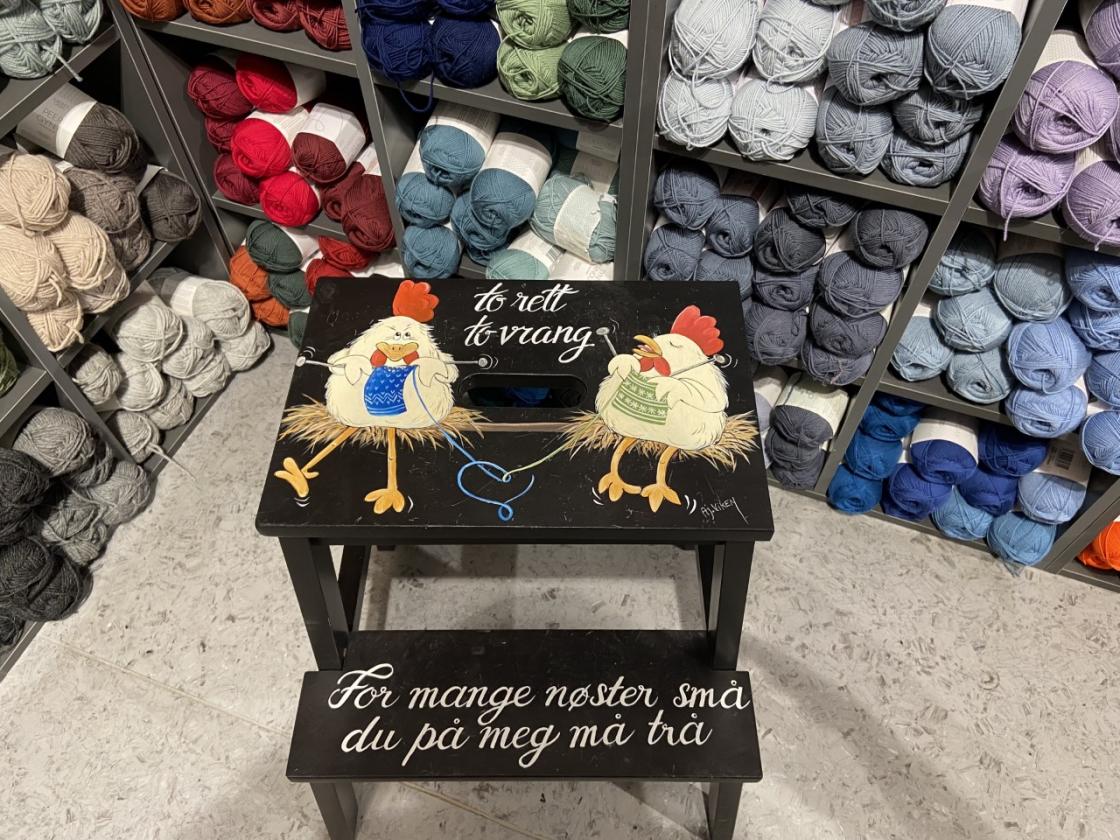 to rett
to vrang
For mange nøster små
du på meg må trå